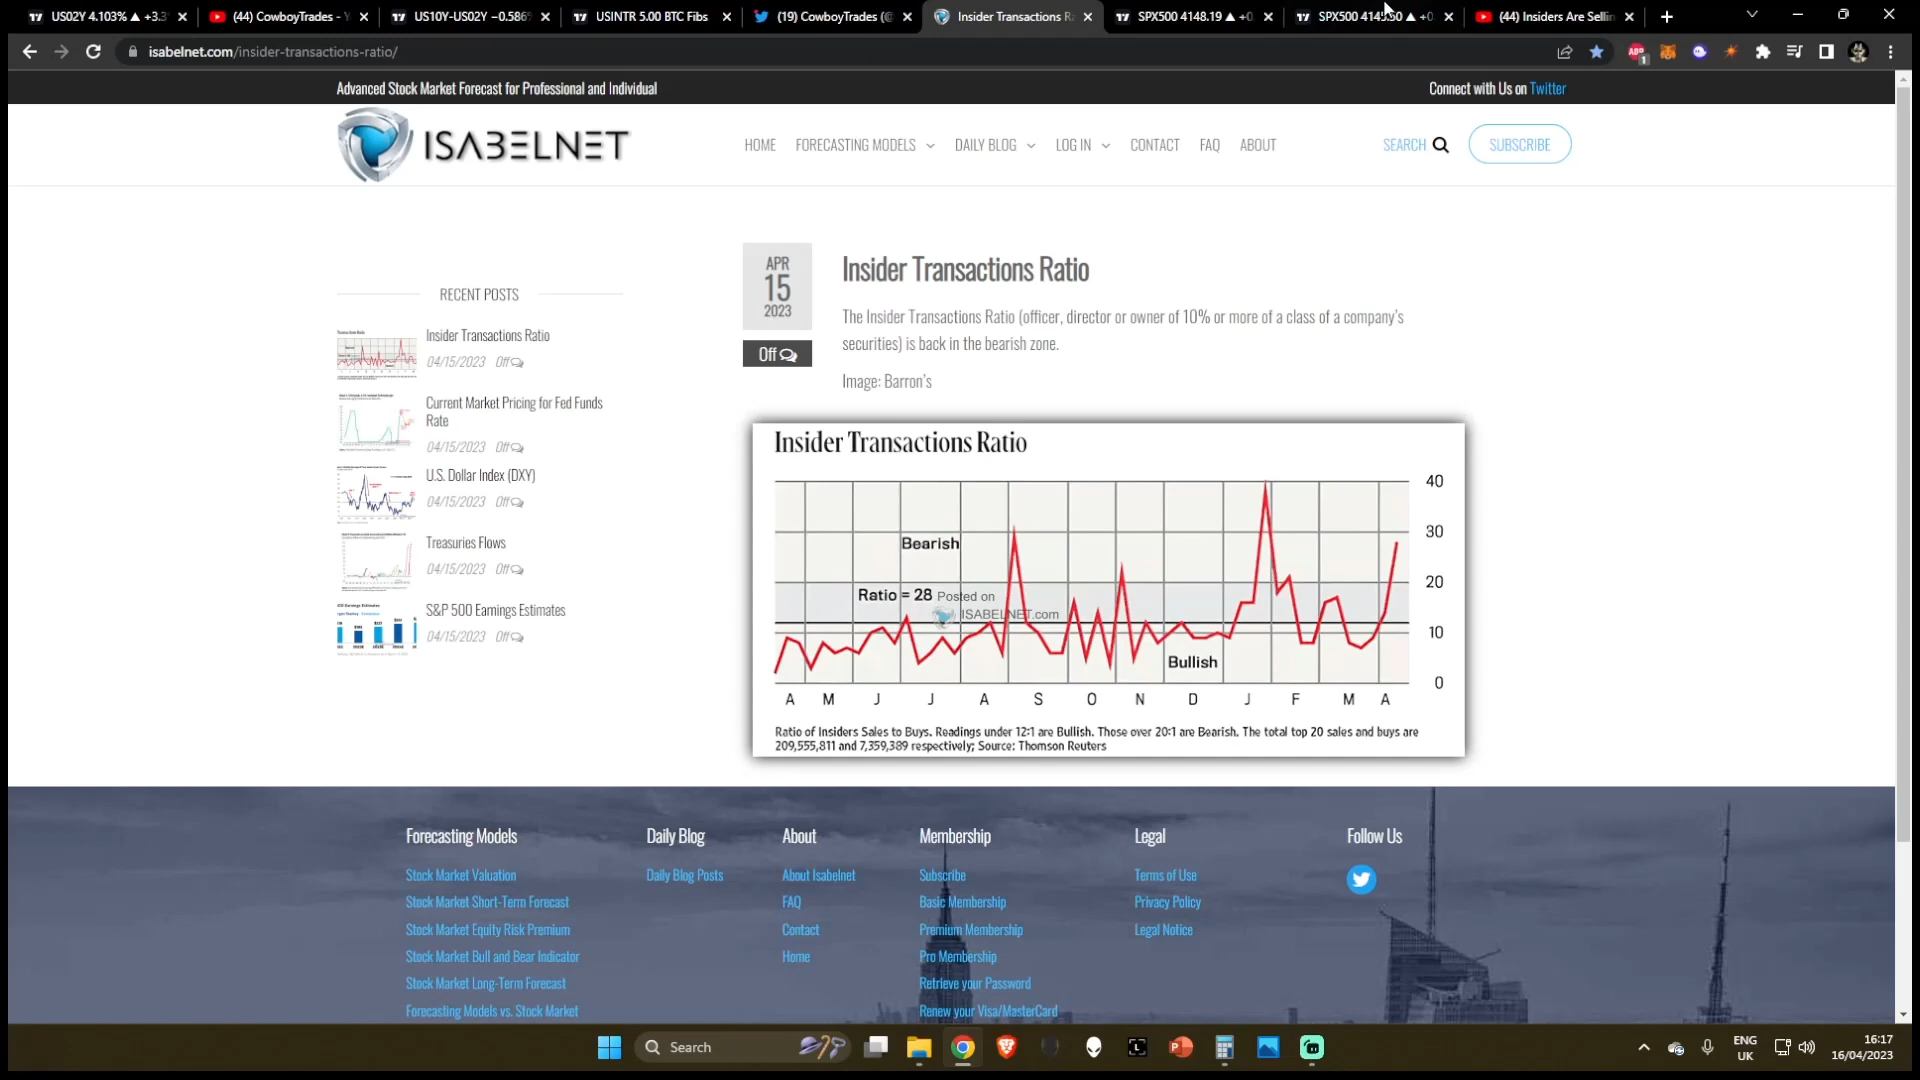 US02Y 4.103% ▲ +3.3
(44) CowboyTrades - Y
US10Y-US02Y −0.586
USINTR 5.00 BTC Fibs
(19) CowboyTrades (@
Insider Transactions R
SPX500 4148.19 ▲ +0
SPX500 4145.50 ▲ +0
(44) Insiders Are Sellin
isabelnet.com/insider-transactions-ratio/
Advanced Stock Market Forecast for Professional and Individual
Connect with Us on Twitter
ISABELNET
HOME
FORECASTING MODELS
DAILY BLOG
LOG IN
CONTACT
FAQ
ABOUT
SEARCH
SUBSCRIBE
RECENT POSTS
Insider Transactions Ratio
04/15/2023 Off
Current Market Pricing for Fed Funds
Rate
04/15/2023 Off
U.S. Dollar Index (DXY)
04/15/2023 Off
Treasuries Flows
04/15/2023 Off
S&P 500 Earnings Estimates
04/15/2023 Off
APR
15
2023
Off
Insider Transactions Ratio
The Insider Transactions Ratio (officer, director or owner of 10% or more of a class of a company's
securities) is back in the bearish zone.
Image: Barron's
Insider Transactions Ratio
40
30
20
10
0
Bearish
Ratio = 28
Posted on
ISABELNET.com
Bullish
A M J J A S O N D J F M A
Ratio of Insiders Sales to Buys. Readings under 12:1 are Bullish. Those over 20:1 are Bearish. The total top 20 sales and buys are
209,555,811 and 7,359,389 respectively; Source: Thomson Reuters
Forecasting Models
Stock Market Valuation
Stock Market Short-Term Forecast
Stock Market Equity Risk Premium
Stock Market Bull and Bear Indicator
Stock Market Long-Term Forecast
Forecasting Models vs. Stock Market
Daily Blog
Daily Blog Posts
About
About Isabelnet
FAQ
Contact
Home
Membership
Subscribe
Basic Membership
Premium Membership
Pro Membership
Retrieve your Password
Renew your Visa/MasterCard
Legal
Terms of Use
Privacy Policy
Legal Notice
Follow Us
Search
ENG
UK
16:17
16/04/2023